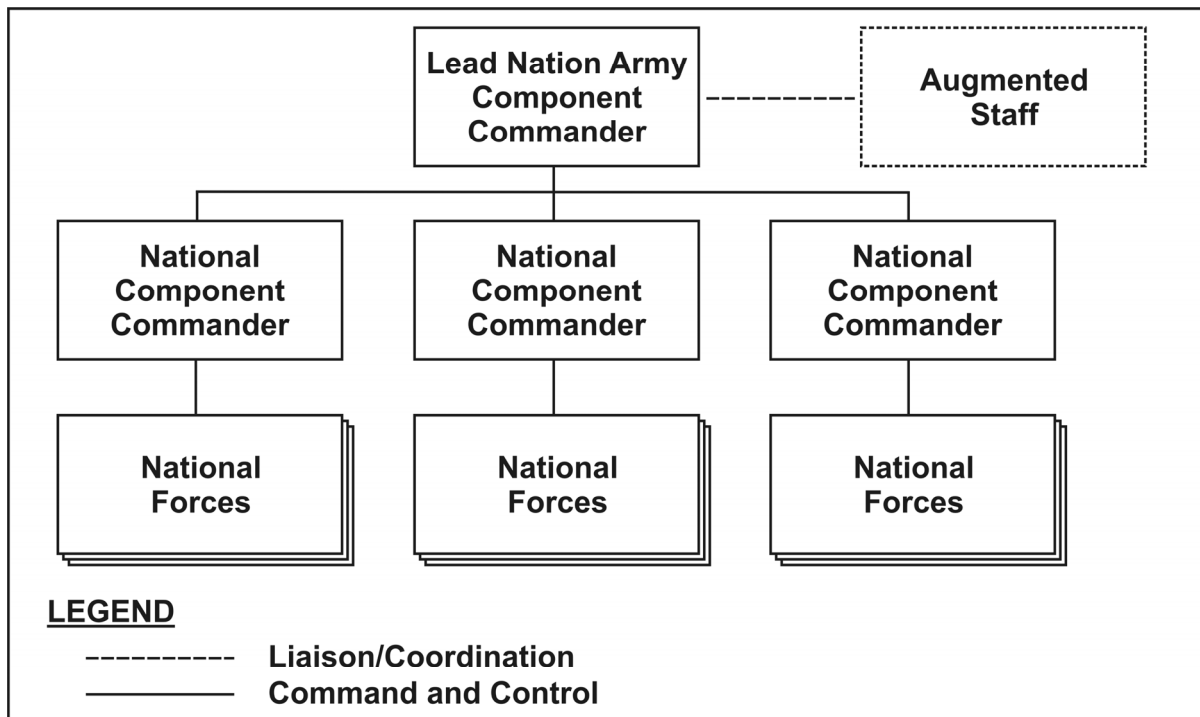 Lead Nation Army
Component
Commander
Augmented
Staff
National
Component
Commander
National
Component
Commander
National
Component
Commander
National
Forces
National
Forces
National
Forces
LEGEND
Liaison/Coordination
Command and Control